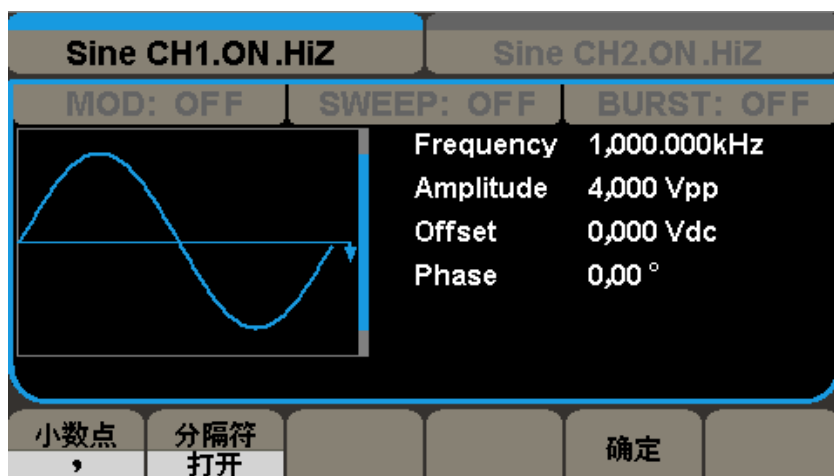 Sine CH1.ON.HiZ
Sine CH2.ON.HiZ
MOD: OFF
SWEEP: OFF
BURST: OFF
Frequency 1,000.000kHz
Amplitude 4,000 Vpp
Offset 0,000 Vdc
Phase 0,00 °
小数点 分隔符 确定
, 打开